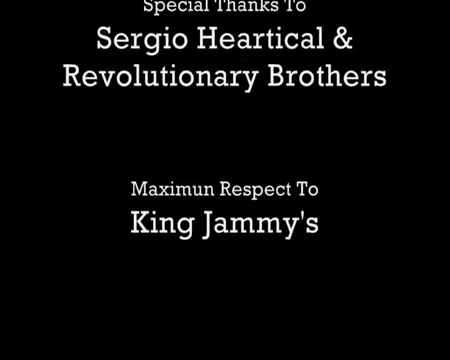 Special Thanks To
Sergio Heartical &
Revolutionary Brothers
Maximun Respect To
King Jammy's